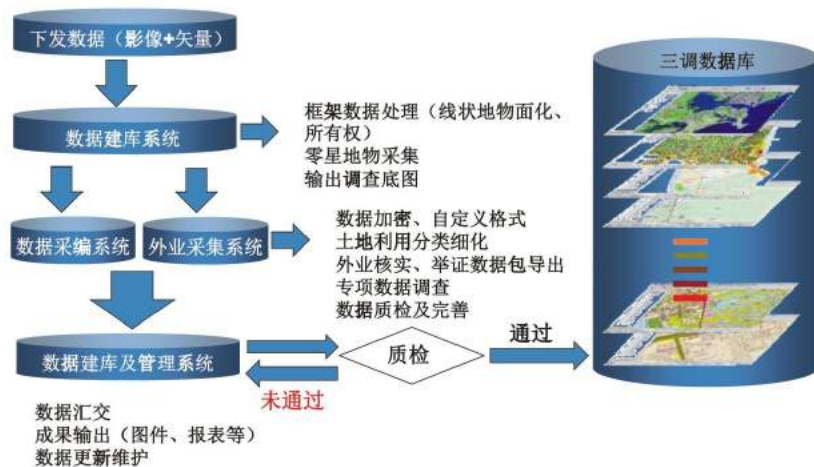 下发数据（影像+矢量）
三调数据库
数据建库系统
框架数据处理（线状地物面化、
所有权）
零星地物采集
输出调查底图
数据采编系统
外业采集系统
数据加密、自定义格式
土地利用分类细化
外业核实、举证数据包导出
专项数据调查
数据质检及完善
数据建库及管理系统
质检
通过
未通过
数据汇交
成果输出（图件、报表等）
数据更新维护